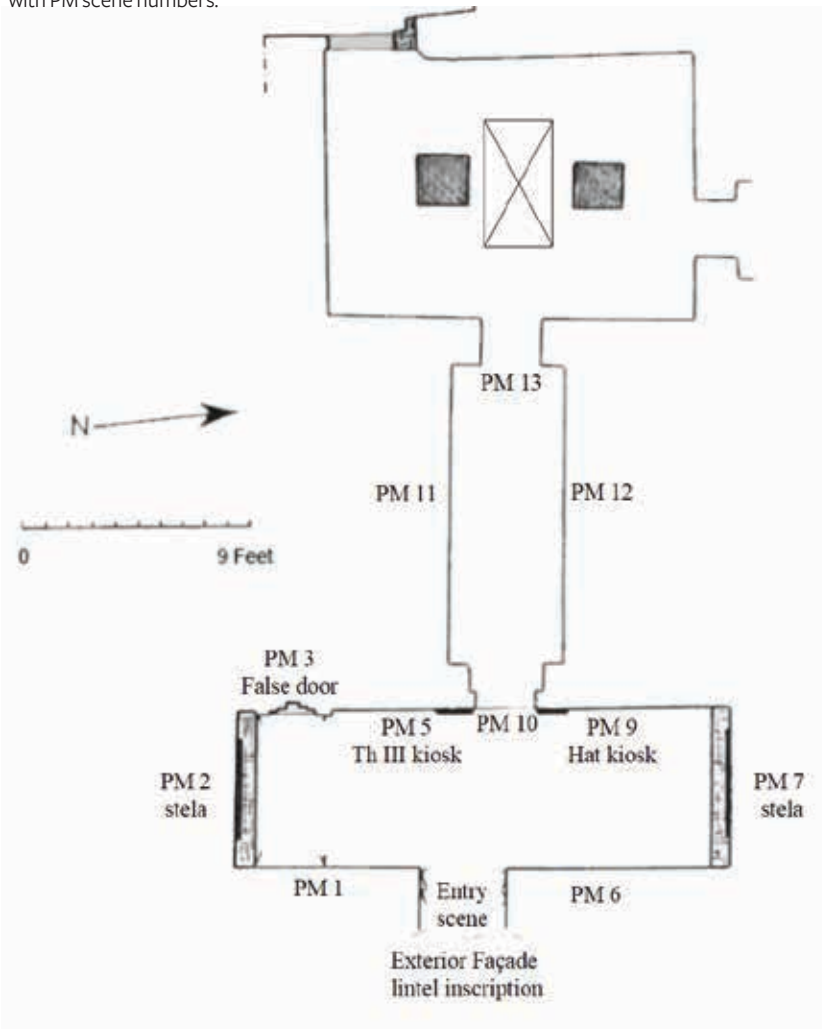 with PM scene numbers.
PM 13
N
PM 11
PM 12
0
9 Feet
PM 3
False door
PM 5
Th III kiosk
PM 10
PM 9
Hat kiosk
PM 2
stela
PM 7
stela
PM 1
Entry
scene
PM 6
Exterior Façade
lintel inscription